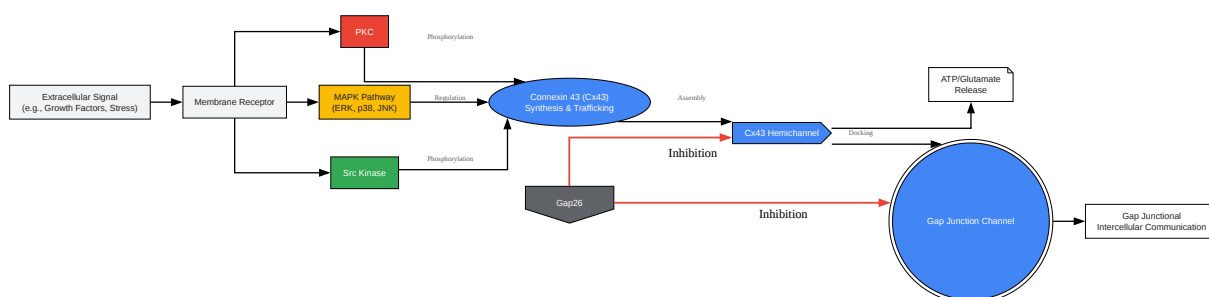 PKC
Phosphorylation
Extracellular Signal
(e.g., Growth Factors, Stress)
Membrane Receptor
MAPK Pathway
(ERK, p38, JNK)
Regulation
Connexin 43 (Cx43)
Synthesis & Trafficking
Assembly
ATP/Glutamate
Release
Cx43 Hemichannel
Docking
Src Kinase
Phosphorylation
Inhibition
Gap26
Inhibition
Gap Junction Channel
Gap Junctional
Intercellular Communication